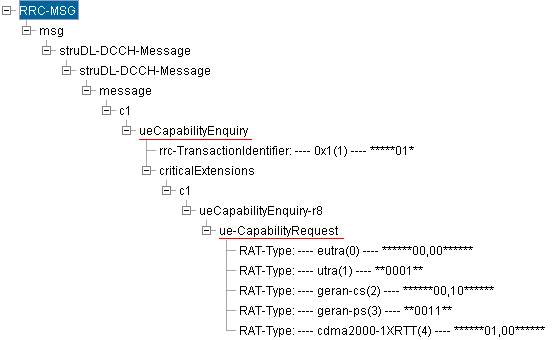 RRC-MSG
msg
struDL-DCCH-Message
struDL-DCCH-Message
message
c1
ueCapabilityEnquiry
rrc-TransactionIdentifier: ---- 0x1(1) ---- *****01*
criticalExtensions
c1
ueCapabilityEnquiry-r8
ue-CapabilityRequest
RAT-Type: ---- eutra(0) ---- ******00,00******
RAT-Type: ---- utra(1) ---- **0001**
RAT-Type: ---- geran-cs(2) ---- ******00,10******
RAT-Type: ---- geran-ps(3) ---- **0011**
RAT-Type: ---- cdma2000-1XRTT(4) ---- ******01,00******